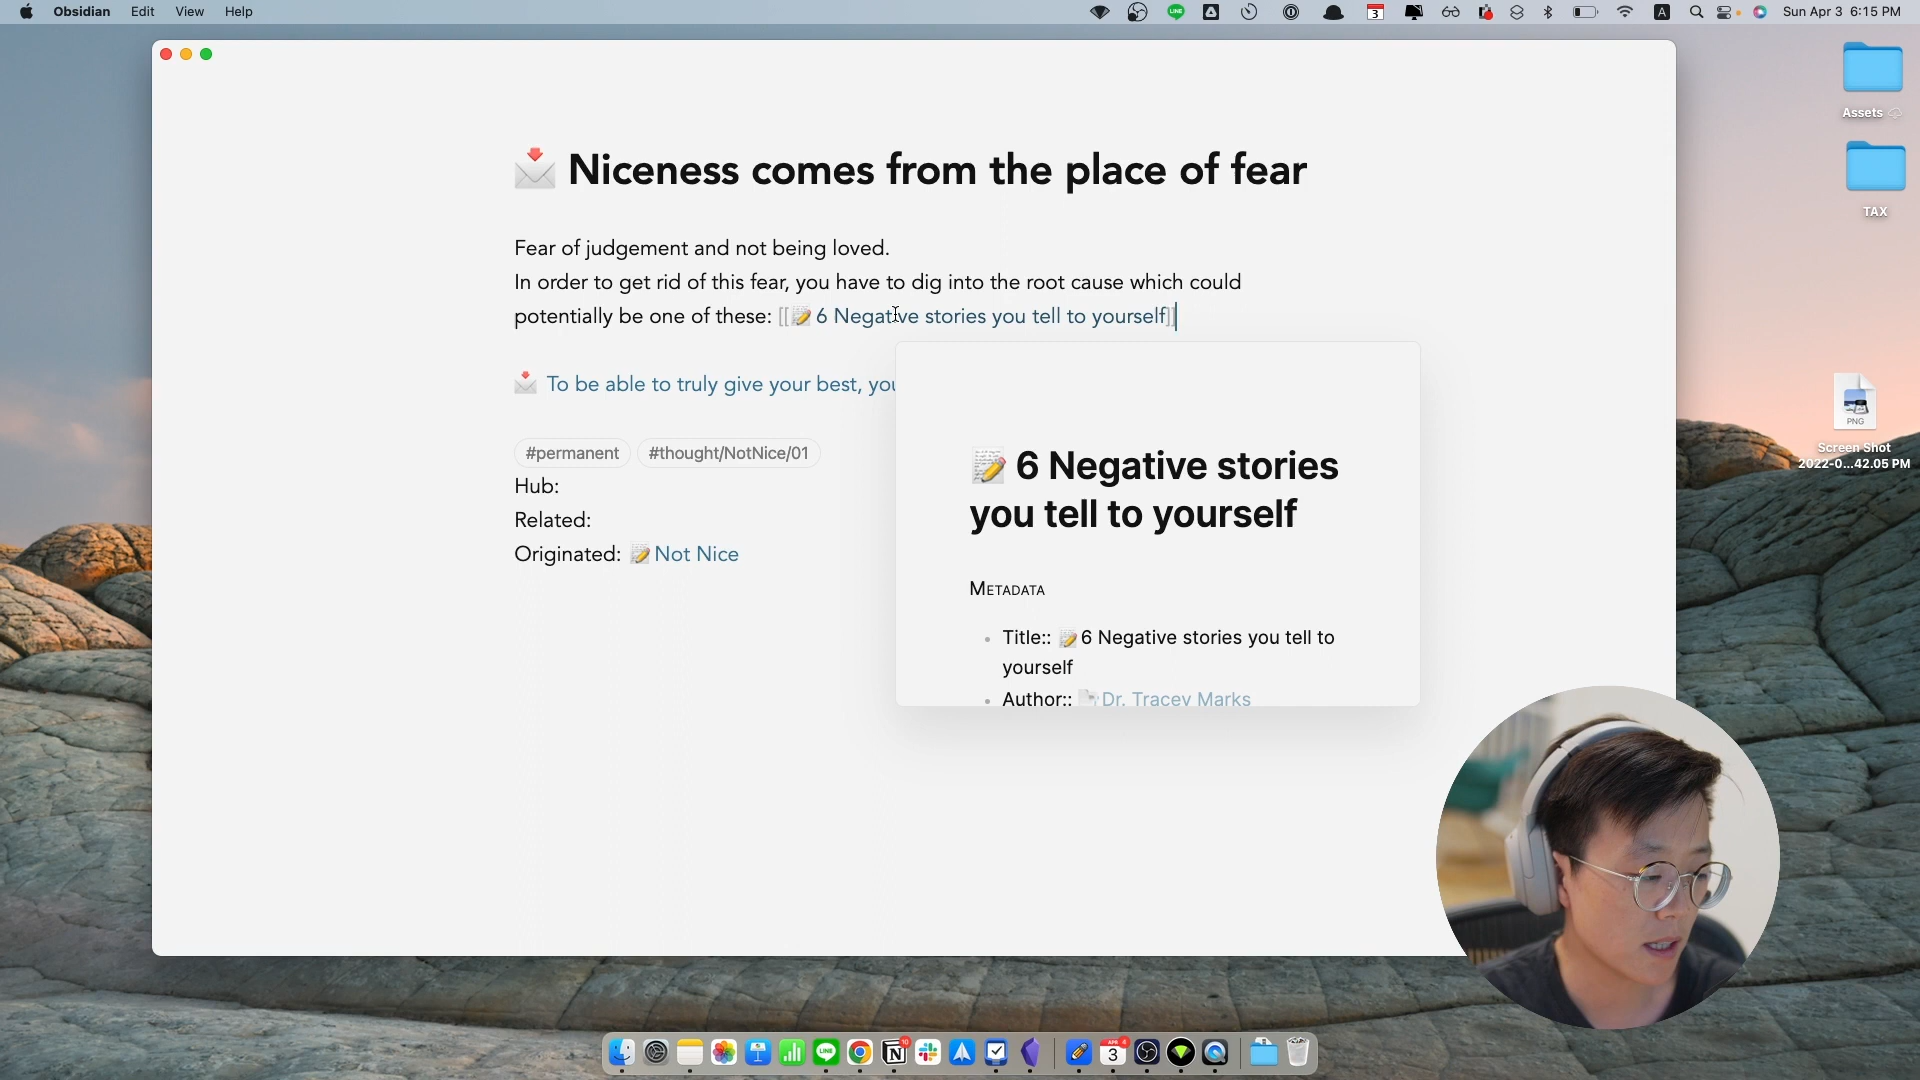 Obsidian Edit View Help
3
A
Sun Apr 3 6:15 PM
Assets
TAX
PNG
Screen Shot
2022-0...42.05 PM
📩 Niceness comes from the place of fear
Fear of judgement and not being loved.
In order to get rid of this fear, you have to dig into the root cause which could
potentially be one of these: [[📝 6 Negative stories you tell to yourself]]
📩 To be able to truly give your best, you
#permanent #thought/NotNice/01
Hub:
Related:
Originated: 📝 Not Nice
📝 6 Negative stories
you tell to yourself
Metadata
Title:: 📝 6 Negative stories you tell to
yourself
Author:: Dr. Tracey Marks
LINE
N
10
APR
3